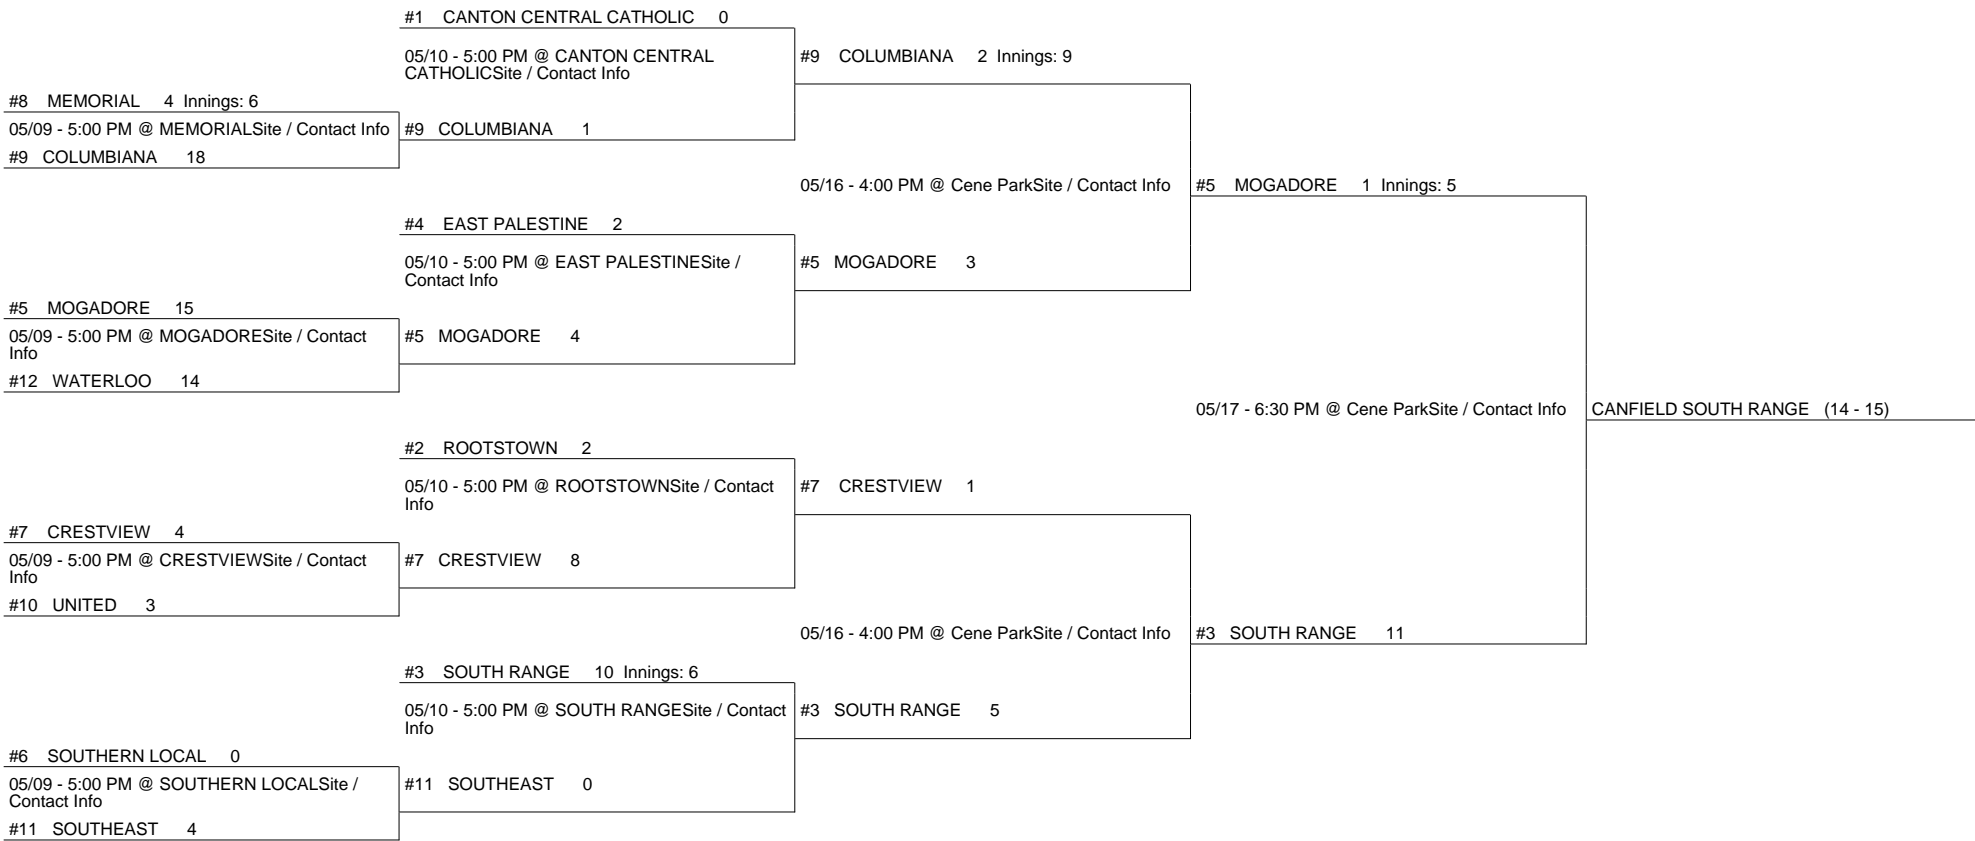 #1 CANTON CENTRAL CATHOLIC 0
05/10 - 5:00 PM @ CANTON CENTRAL
CATHOLICSite / Contact Info
#9 COLUMBIANA 2 Innings: 9
#8 MEMORIAL 4 Innings: 6
05/09 - 5:00 PM @ MEMORIALSite / Contact Info
#9 COLUMBIANA 1
#9 COLUMBIANA 18
05/16 - 4:00 PM @ Cene ParkSite / Contact Info
#5 MOGADORE 1 Innings: 5
#4 EAST PALESTINE 2
05/10 - 5:00 PM @ EAST PALESTINESite /
Contact Info
#5 MOGADORE 3
#5 MOGADORE 15
05/09 - 5:00 PM @ MOGADORESite / Contact
Info
#5 MOGADORE 4
#12 WATERLOO 14
05/17 - 6:30 PM @ Cene ParkSite / Contact Info
CANFIELD SOUTH RANGE (14 - 15)
#2 ROOTSTOWN 2
05/10 - 5:00 PM @ ROOTSTOWNSite / Contact
Info
#7 CRESTVIEW 1
#7 CRESTVIEW 4
05/09 - 5:00 PM @ CRESTVIEWSite / Contact
Info
#7 CRESTVIEW 8
#10 UNITED 3
05/16 - 4:00 PM @ Cene ParkSite / Contact Info
#3 SOUTH RANGE 11
#3 SOUTH RANGE 10 Innings: 6
05/10 - 5:00 PM @ SOUTH RANGESite / Contact
Info
#3 SOUTH RANGE 5
#6 SOUTHERN LOCAL 0
05/09 - 5:00 PM @ SOUTHERN LOCALSite /
Contact Info
#11 SOUTHEAST 0
#11 SOUTHEAST 4